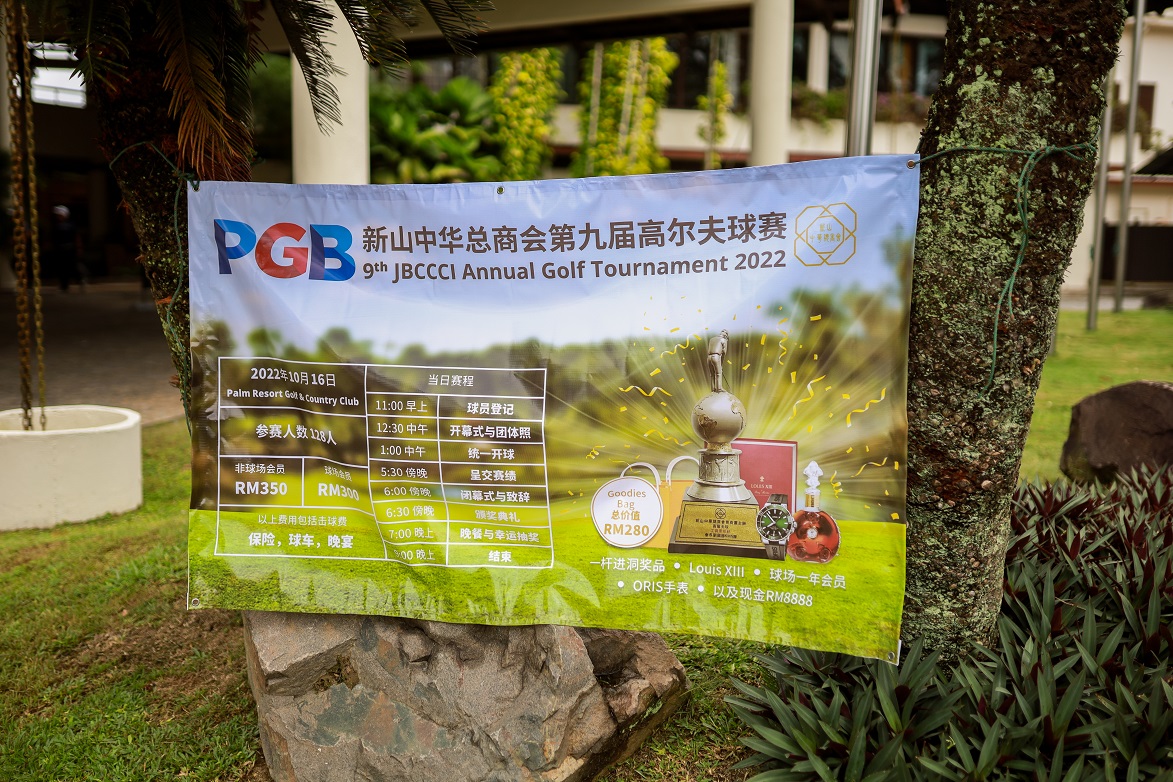 PGB
新山中华总商会第九届高尔夫球赛
9th JBCCCI Annual Golf Tournament 2022
2022年10月16日
Palm Resort Golf & Country Club
参赛人数 128人
非球场会员
RM350
球场会员
RM300
以上费用包括击球费
保险，球车，晚宴
当日赛程
11:00 早上 球员登记
12:30 中午 开幕式与团体照
1:00 中午 统一开球
5:30 傍晚 呈交赛绩
6:00 傍晚 闭幕式与致辞
6:30 傍晚 颁奖典礼
7:00 晚上 晚餐与幸运抽奖
9:00 晚上 结束
Goodies
Bag
总价值
RM280
LOUIS XIII
一杆进洞奖品 • Louis XIII • 球场一年会员
• ORIS手表 • 以及现金RM8888